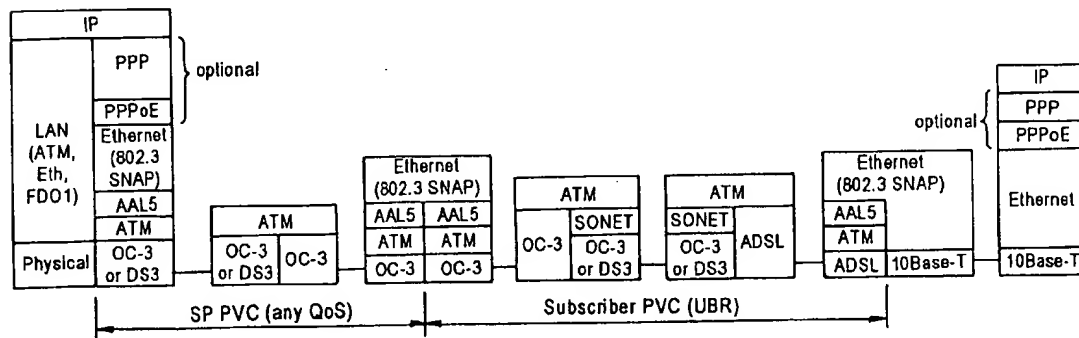 IP
LAN
(ATM,
Eth,
FDO1)
Physical
PPP
PPPoE
optional
Ethernet
(802.3
SNAP)
AAL5
ATM
OC-3
or DS3
ATM
OC-3
or DS3
OC-3
Ethernet
(802.3 SNAP)
AAL5
AAL5
ATM
ATM
OC-3
OC-3
ATM
OC-3
SONET
OC-3
or DS3
ATM
SONET
OC-3
or DS3
ADSL
Ethernet
(802.3 SNAP)
AAL5
ATM
ADSL
10Base-T
optional
IP
PPP
PPPoE
Ethernet
10Base-T
SP PVC (any QoS)
Subscriber PVC (UBR)